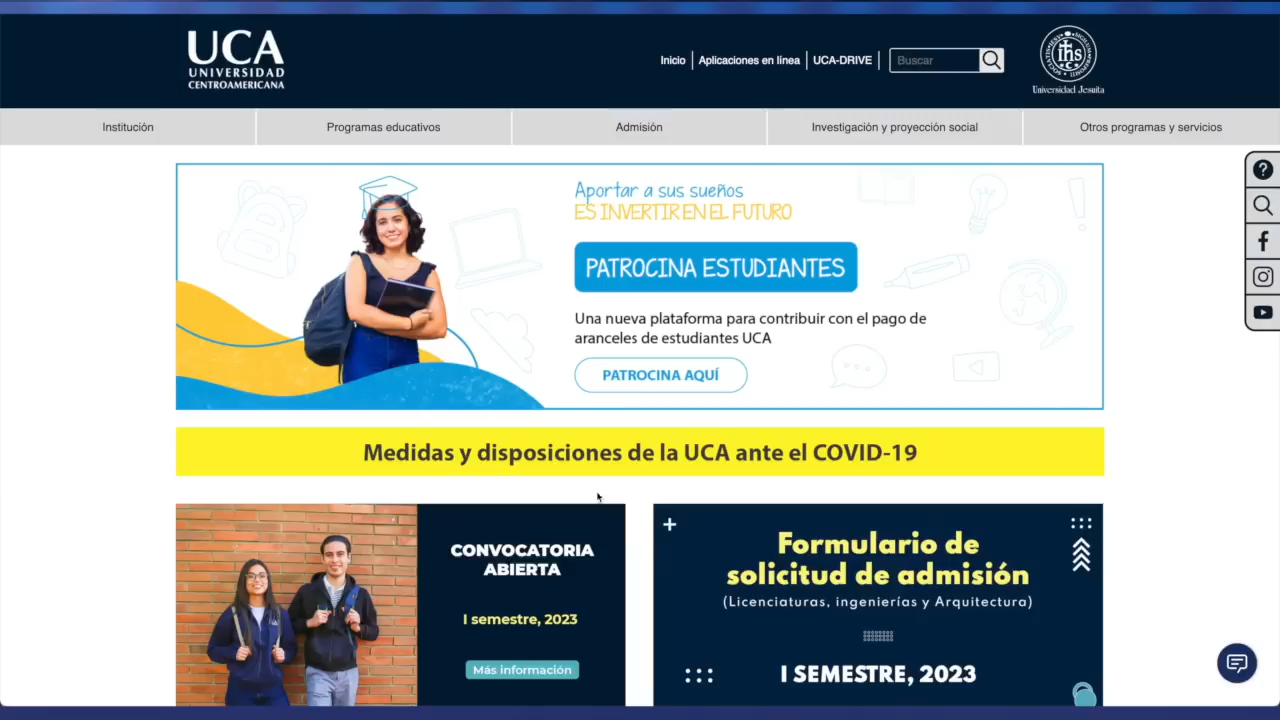 UCA
UNIVERSIDAD
CENTROAMERICANA
Inicio
Aplicaciones en línea
UCA-DRIVE
Buscar
ihs
Universidad Jesuita
Institución
Programas educativos
Admisión
Investigación y proyección social
Otros programas y servicios
Aportar a sus sueños
ES INVERTIR EN EL FUTURO
PATROCINA ESTUDIANTES
Una nueva plataforma para contribuir con el pago de
aranceles de estudiantes UCA
PATROCINA AQUÍ
Medidas y disposiciones de la UCA ante el COVID-19
CONVOCATORIA
ABIERTA
I semestre, 2023
Más información
Formulario de
solicitud de admisión
(Licenciaturas, ingenierías y Arquitectura)
I SEMESTRE, 2023